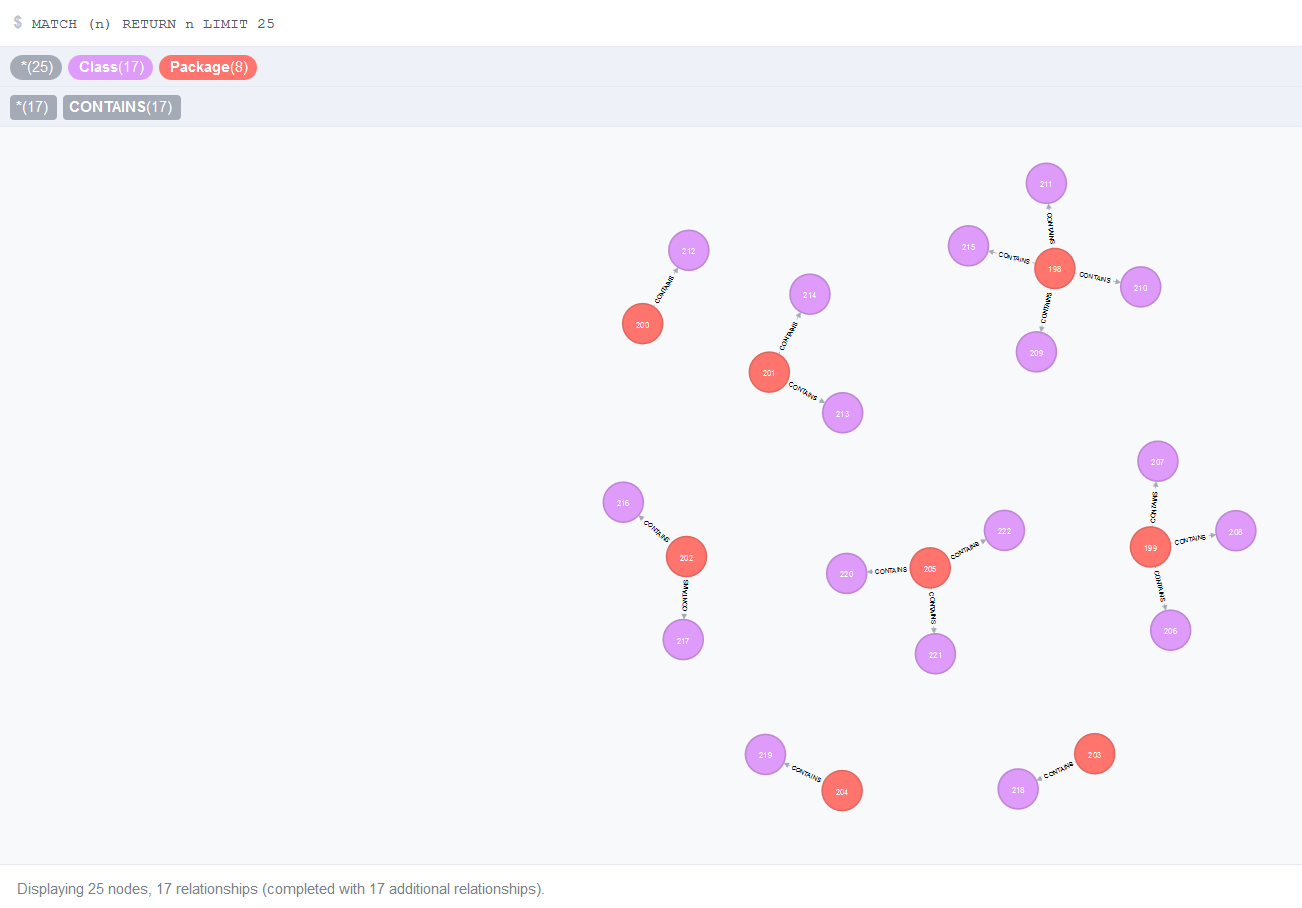 $ MATCH (n) RETURN n LIMIT 25
*(25) Class(17) Package(8)
*(17) CONTAINS(17)
211
CONTAINS
215
CONTAINS
198
CONTAINS
210
CONTAINS
209
212
CONTAINS
200
214
CONTAINS
201
CONTAINS
213
207
CONTAINS
199
CONTAINS
208
CONTAINS
206
216
CONTAINS
202
CONTAINS
217
222
CONTAINS
220
CONTAINS
205
CONTAINS
221
219
CONTAINS
204
203
CONTAINS
218
Displaying 25 nodes, 17 relationships (completed with 17 additional relationships).